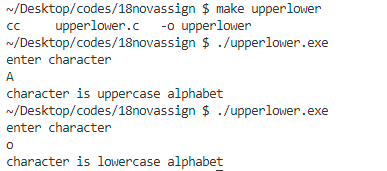 ~/Desktop/codes/18novassign $ make upperlower
cc     upperlower.c   -o upperlower
~/Desktop/codes/18novassign $ ./upperlower.exe
enter character
A
character is uppercase alphabet
~/Desktop/codes/18novassign $ ./upperlower.exe
enter character
o
character is lowercase alphabet